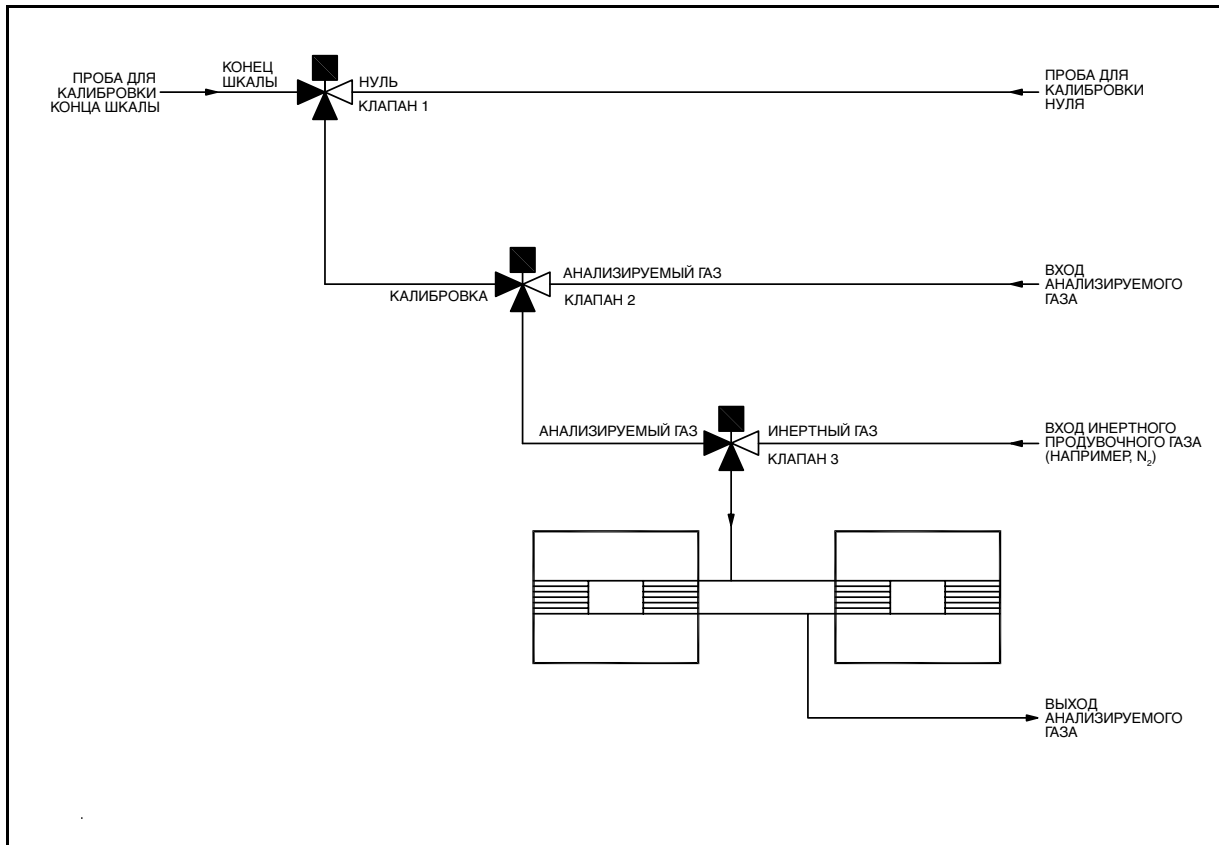 ПРОБА ДЛЯ
КАЛИБРОВКИ
КОНЦА ШКАЛЫ
КОНЕЦ
ШКАЛЫ
НУЛЬ
КЛАПАН 1
ПРОБА ДЛЯ
КАЛИБРОВКИ
НУЛЯ
КАЛИБРОВКА
АНАЛИЗИРУЕМЫЙ ГАЗ
КЛАПАН 2
ВХОД
АНАЛИЗИРУЕМОГО
ГАЗА
АНАЛИЗИРУЕМЫЙ ГАЗ
ИНЕРТНЫЙ ГАЗ
КЛАПАН 3
ВХОД ИНЕРТНОГО
ПРОДУВОЧНОГО ГАЗА
(НАПРИМЕР, N₂)
ВЫХОД
АНАЛИЗИРУЕМОГО
ГАЗА